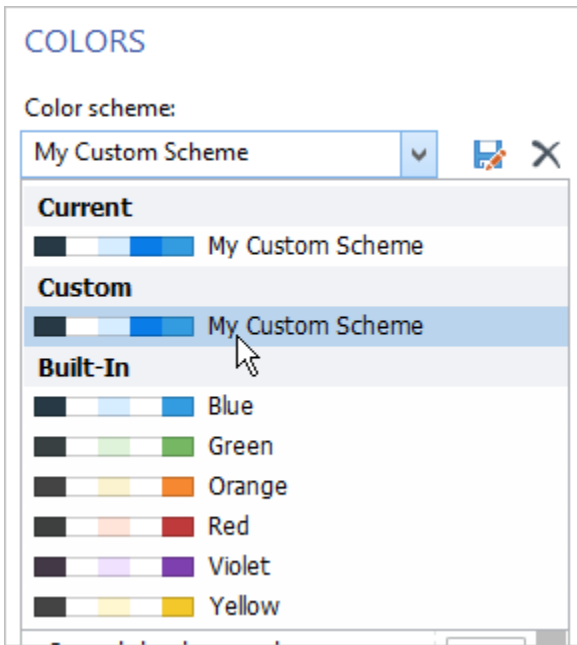 COLORS
Color scheme:
My Custom Scheme
Current
My Custom Scheme
Custom
My Custom Scheme
Built-In
Blue
Green
Orange
Red
Violet
Yellow